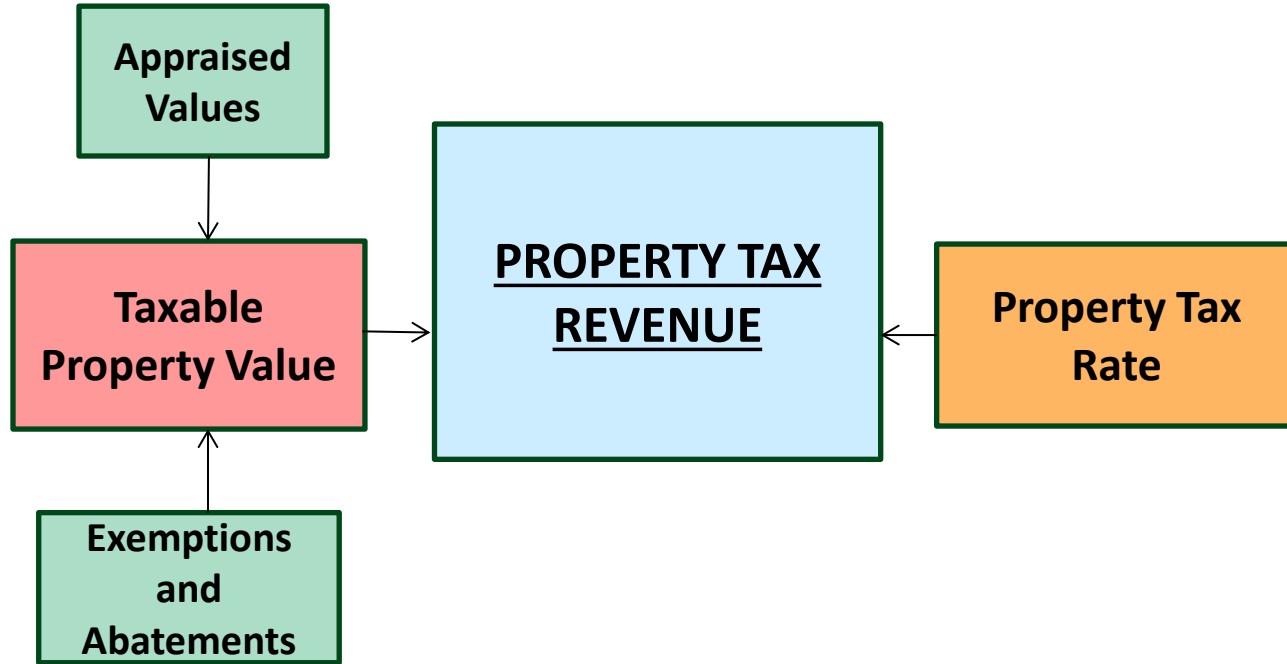 Appraised
Values
Taxable
Property Value
Exemptions
and
Abatements
PROPERTY TAX
REVENUE
Property Tax
Rate